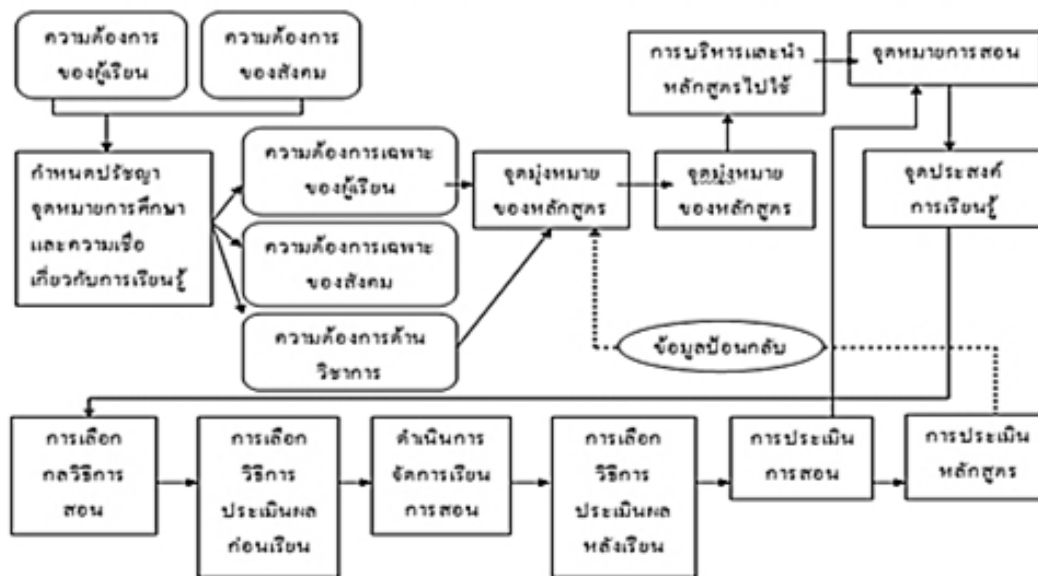 ความต้องการ
ของผู้เรียน
ความต้องการ
ของสังคม
กำหนดปรัชญา
จุดหมายการศึกษา
และความเชื่อ
เกี่ยวกับการเรียนรู้
ความต้องการเฉพาะ
ของผู้เรียน
ความต้องการเฉพาะ
ของสังคม
ความต้องการด้าน
วิชาการ
จุดมุ่งหมาย
ของหลักสูตร
จุดมุ่งหมาย
ของหลักสูตร
การบริหารและนำ
หลักสูตรไปใช้
จุดหมายการสอน
จุดประสงค์
การเรียนรู้
ข้อมูลป้อนกลับ
การเลือก
กลวิธีการ
สอน
การเลือก
วิธีการ
ประเมินผล
ก่อนเรียน
ดำเนินการ
จัดการเรียน
การสอน
การเลือก
วิธีการ
ประเมินผล
หลังเรียน
การประเมิน
การสอน
การประเมิน
หลักสูตร